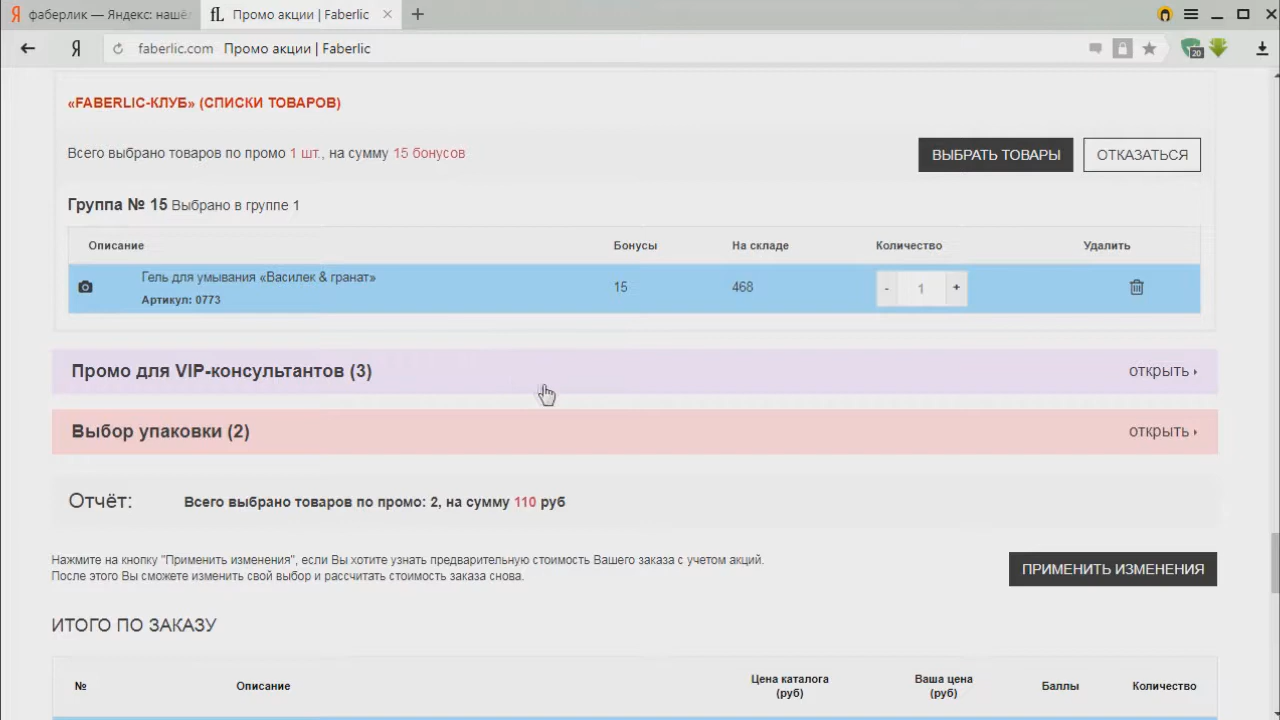 фаберлик — Яндекс: нашё
fL Промо акции | Faberlic
Я faberlic.com Промо акции | Faberlic
20
«FABERLIC-КЛУБ» (СПИСКИ ТОВАРОВ)
Всего выбрано товаров по промо 1 шт., на сумму 15 бонусов
ВЫБРАТЬ ТОВАРЫ
ОТКАЗАТЬСЯ
Группа № 15 Выбрано в группе 1
Описание Бонусы На складе Количество Удалить
Гель для умывания «Василек & гранат» 15 468 - 1 +
Артикул: 0773
Промо для VIP-консультантов (3) открыть
Выбор упаковки (2) открыть
Отчёт: Всего выбрано товаров по промо: 2, на сумму 110 руб
Нажмите на кнопку "Применить изменения", если Вы хотите узнать предварительную стоимость Вашего заказа с учетом акций.
После этого Вы сможете изменить свой выбор и рассчитать стоимость заказа снова.
ПРИМЕНИТЬ ИЗМЕНЕНИЯ
ИТОГО ПО ЗАКАЗУ
№ Описание Цена каталога (руб) Ваша цена (руб) Баллы Количество